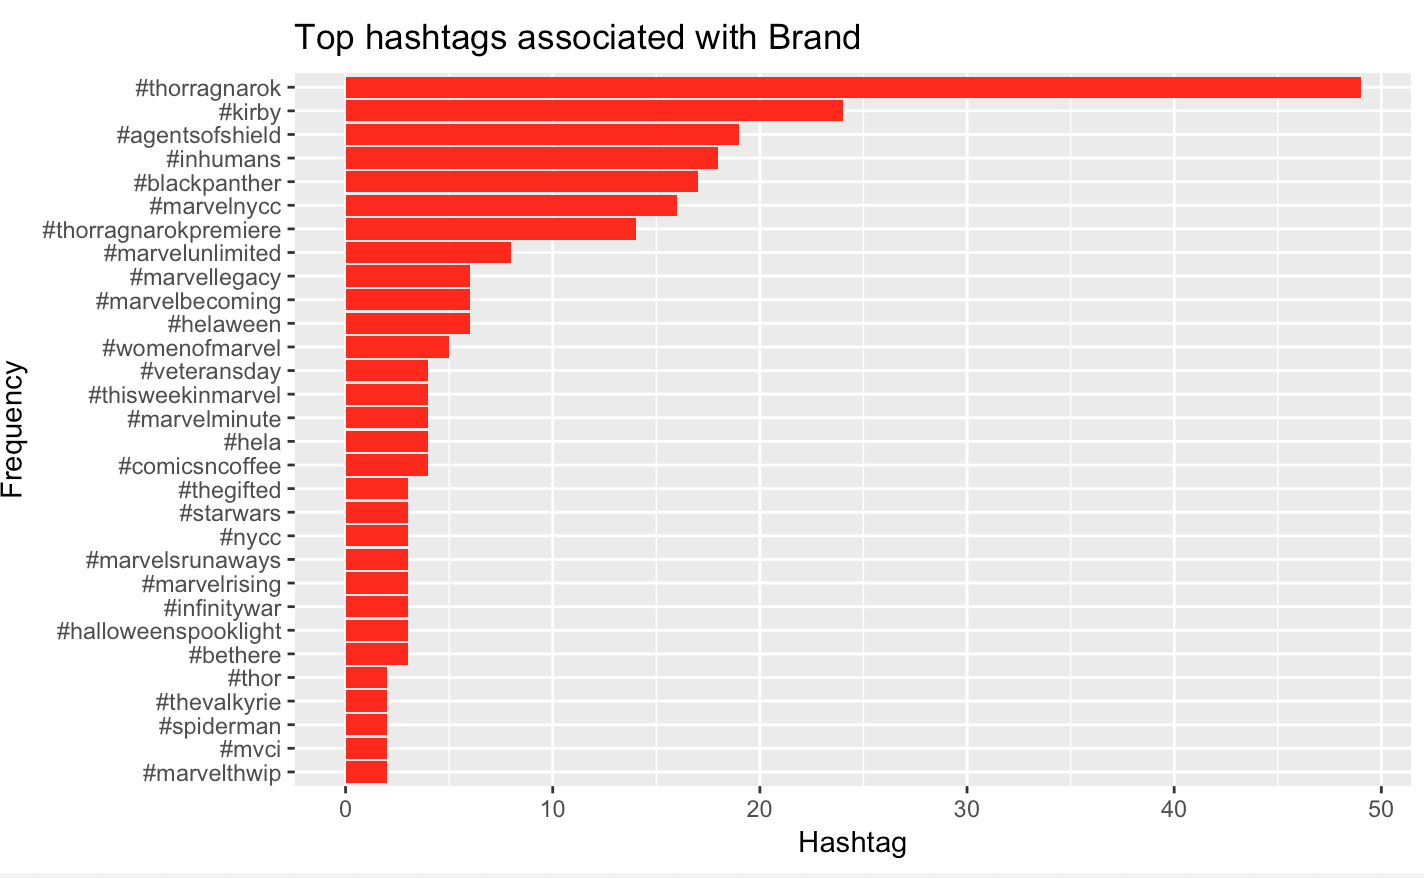 Top hashtags associated with Brand
#thorragnarok
#kirby
#agentsofshield
#inhumans
#blackpanther
#marvelnycc
#thorragnarokpremiere
#marvelunlimited
#marvellegacy
#marvelbecoming
#helaween
#womenofmarvel
#veteransday
#thisweekinmarvel
#marvelminute
#hela
#comicsncoffee
#thegifted
#starwars
#nycc
#marvelsrunaways
#marvelrising
#infinitywar
#halloweenspooklight
#bethere
#thor
#thevalkyrie
#spiderman
#mvci
#marvelthwip
Frequency
0 10 20 30 40 50
Hashtag